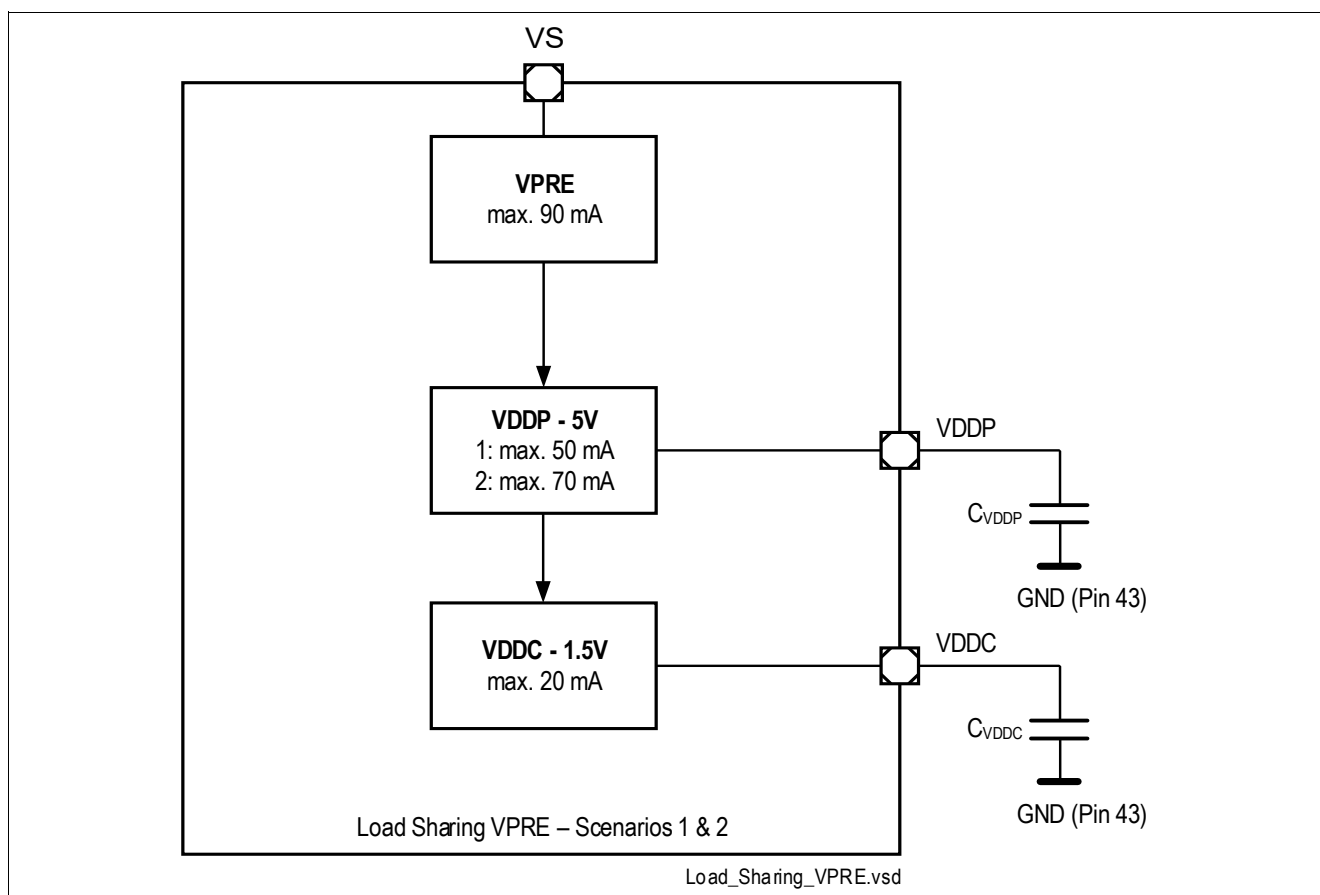 VS
VPRE
max. 90 mA
VDDP - 5V
1: max. 50 mA
2: max. 70 mA
VDDP
CVDDP
GND (Pin 43)
VDDC - 1.5V
max. 20 mA
VDDC
CVDDC
GND (Pin 43)
Load Sharing VPRE – Scenarios 1 & 2
Load_Sharing_VPRE.vsd